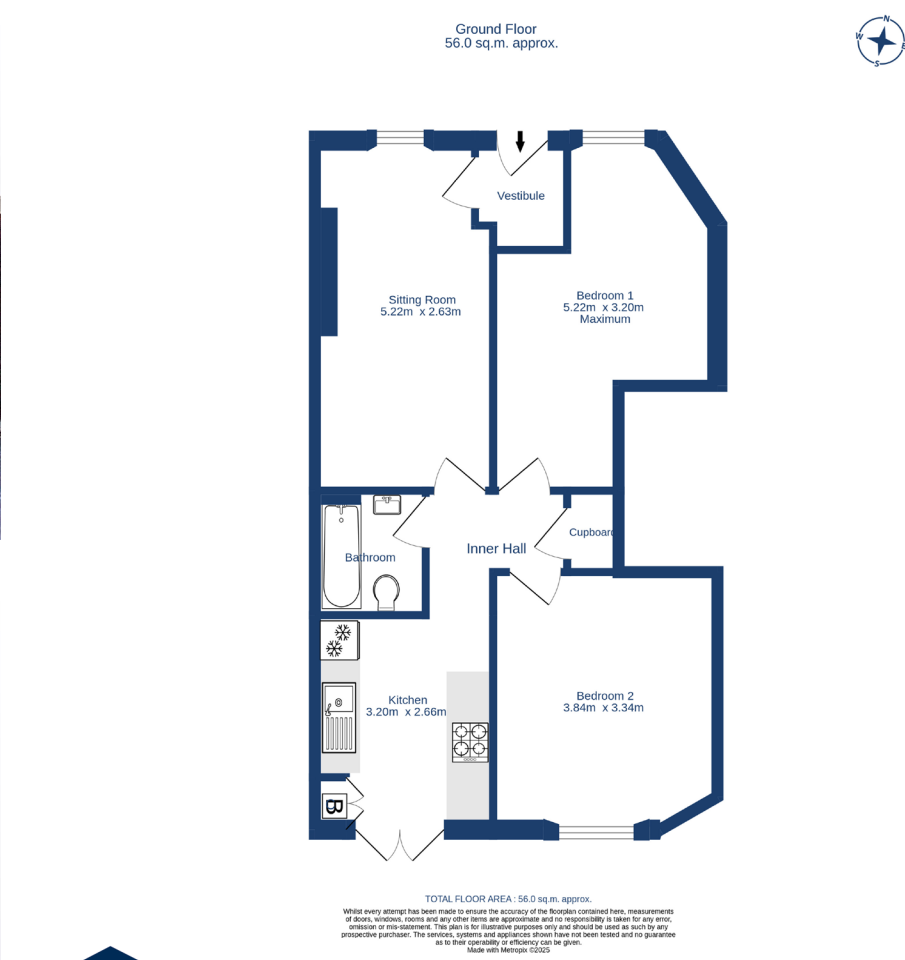 Ground Floor
56.0 sq.m. approx.
N
W
E
S
Vestibule
Sitting Room
5.22m x 2.63m
Bedroom 1
5.22m x 3.20m
Maximum
Cupboard
Inner Hall
Bathroom
Kitchen
3.20m x 2.66m
Bedroom 2
3.84m x 3.34m
B
TOTAL FLOOR AREA : 56.0 sq.m. approx.
Whilst every attempt has been made to ensure the accuracy of the floorplan contained here, measurements
of doors, windows, rooms and any other items are approximate and no responsibility is taken for any error,
omission or mis-statement. This plan is for illustrative purposes only and should be used as such by any
prospective purchaser. The services, systems and appliances shown have not been tested and no guarantee
as to their operability or efficiency can be given.
Made with Metropix ©2025